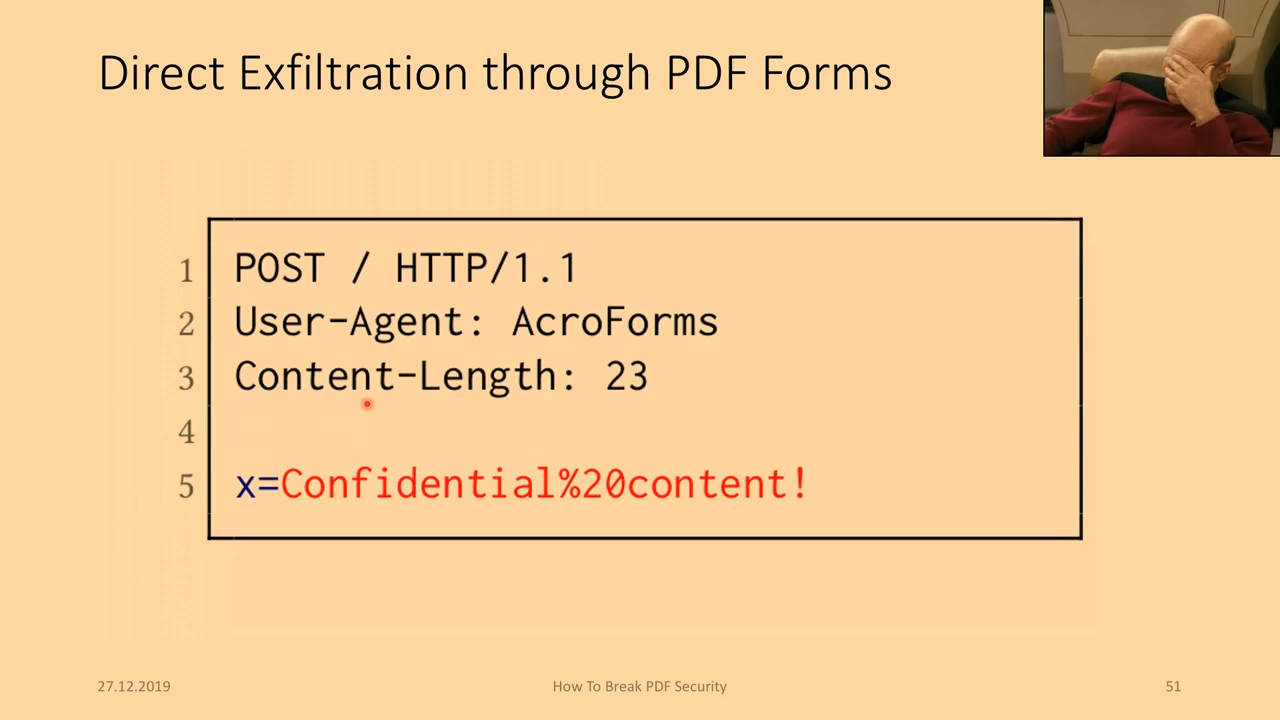 Direct Exfiltration through PDF Forms
1 POST / HTTP/1.1
2 User-Agent: AcroForms
3 Content-Length: 23
4
5 x=Confidential%20content!
27.12.2019 How To Break PDF Security 51